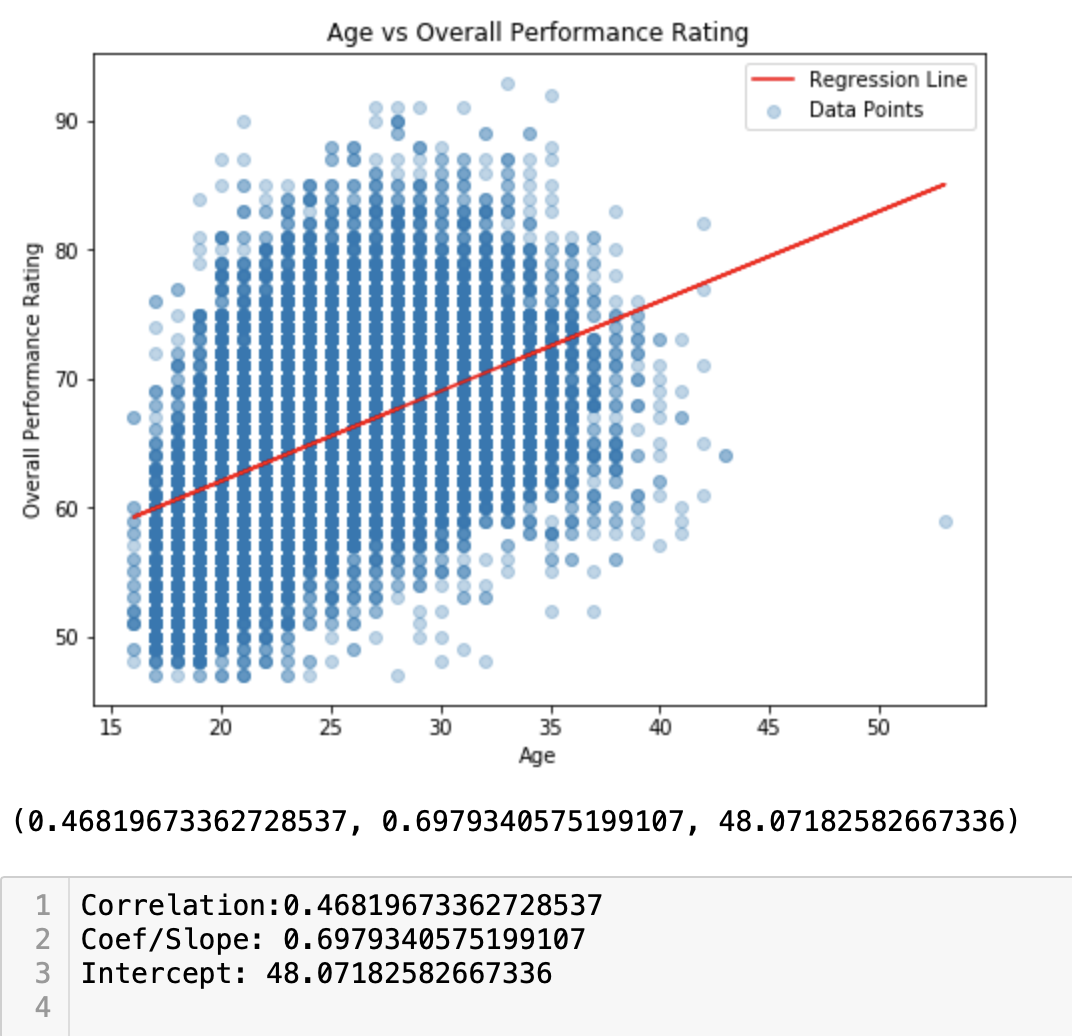 Age vs Overall Performance Rating
Regression Line
Data Points
Overall Performance Rating
90
80
70
60
50
15 20 25 30 35 40 45 50
Age
(0.46819673362728537, 0.6979340575199107, 48.07182582667336)
1 Correlation:0.46819673362728537
2 Coef/Slope: 0.6979340575199107
3 Intercept: 48.07182582667336
4